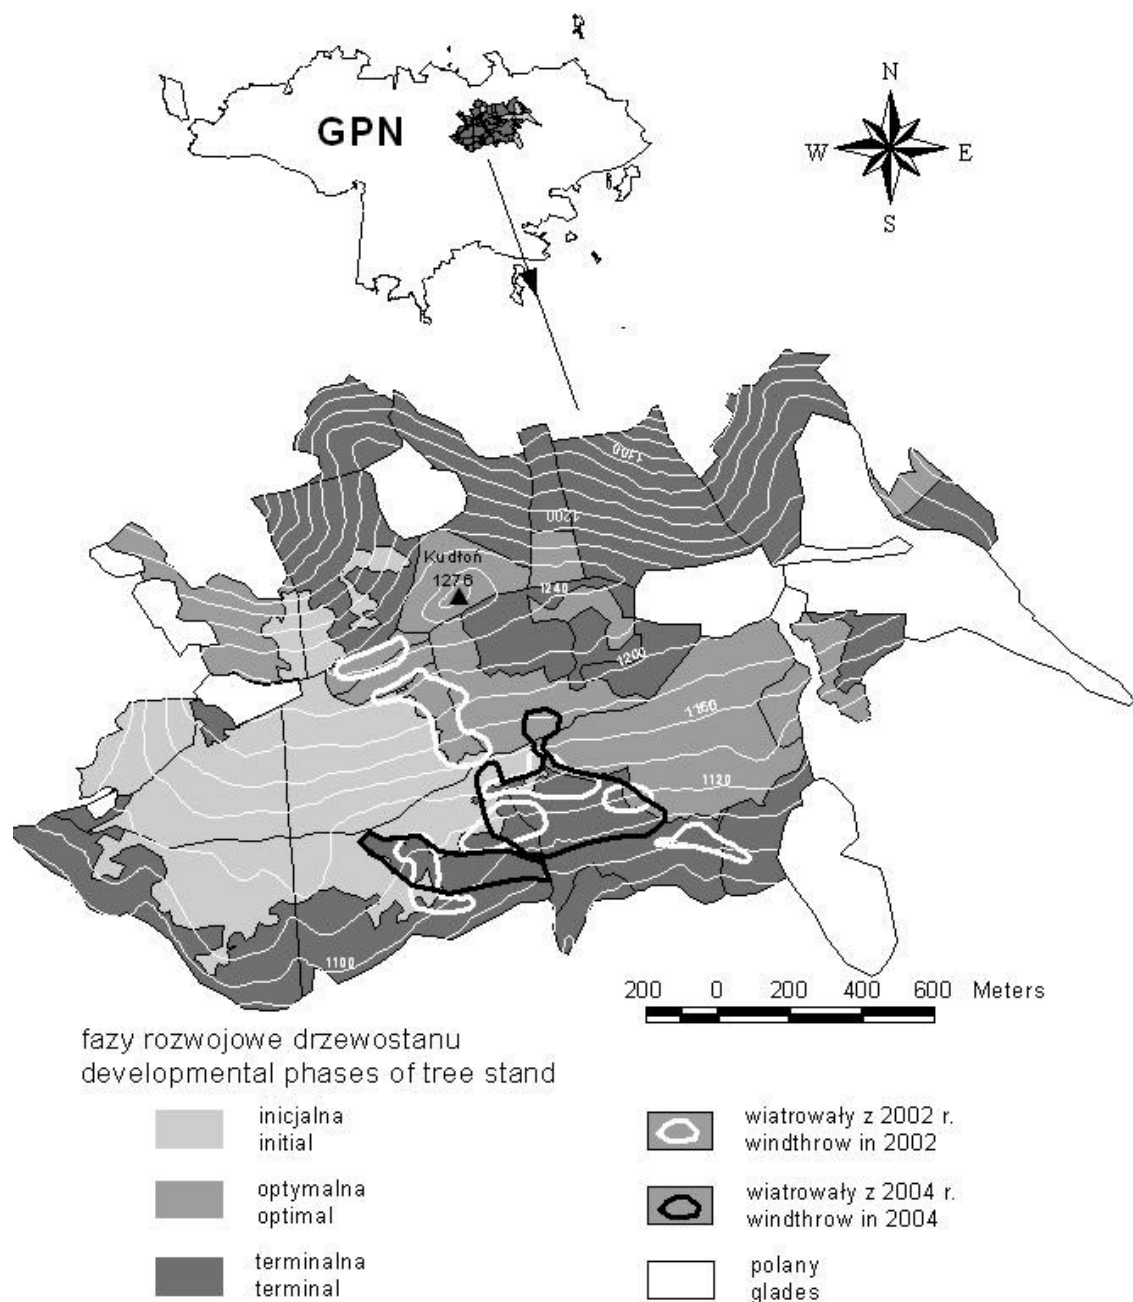 GPN
N
W
E
S
1100
1200
Kudłoń
1276
1240
1200
1160
1120
1100
200 0 200 400 600 Meters
fazy rozwojowe drzewostanu
developmental phases of tree stand
inicjalna
initial
optymalna
optimal
terminalna
terminal
wiatrowały z 2002 r.
windthrow in 2002
wiatrowały z 2004 r.
windthrow in 2004
polany
glades